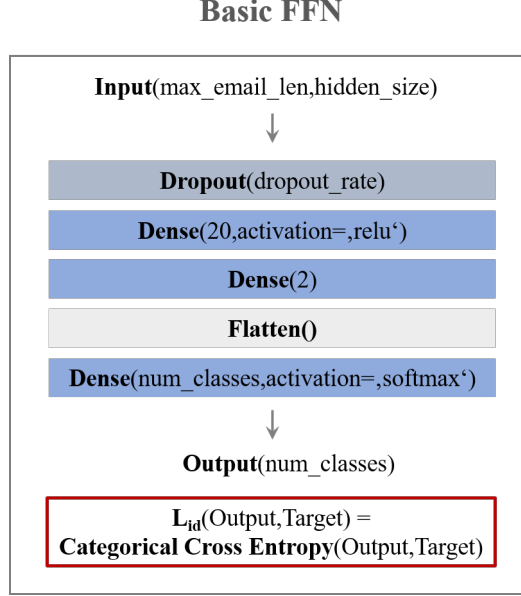 Basic FFN
Input(max_email_len,hidden_size)
Dropout(dropout_rate)
Dense(20,activation=,relu‘)
Dense(2)
Flatten()
Dense(num_classes,activation=,softmax‘)
Output(num_classes)
L_id(Output,Target) =
Categorical Cross Entropy(Output,Target)